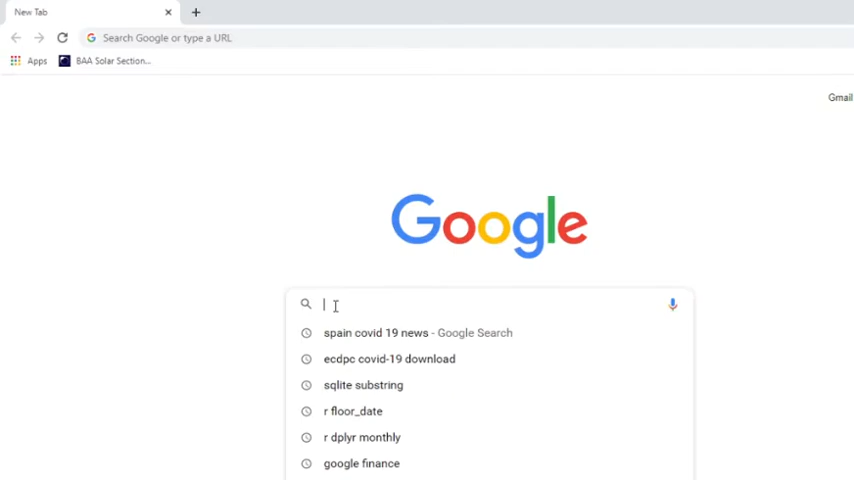 New Tab
Search Google or type a URL
Apps BAA Solar Section...
Gmail
Google
spain covid 19 news - Google Search
ecdpc covid-19 download
sqlite substring
r floor_date
r dplyr monthly
google finance